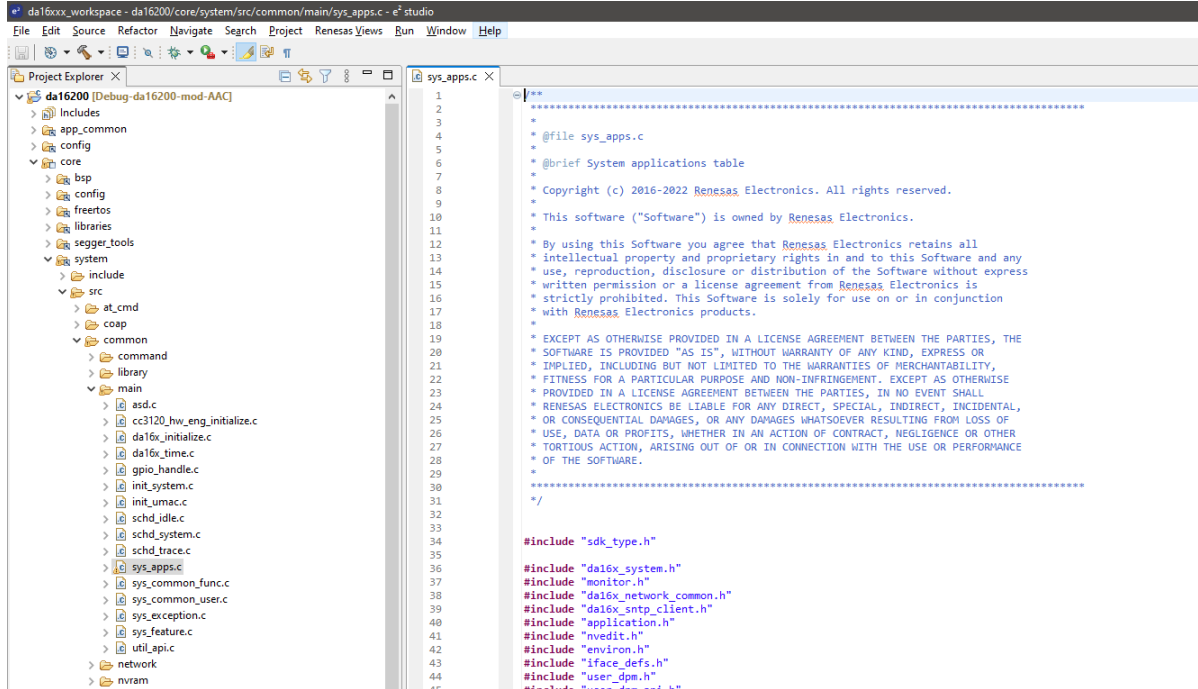 da16xxx_workspace - da16200/core/system/src/common/main/sys_apps.c - e² studio
File Edit Source Refactor Navigate Search Project Renesas Views Run Window Help
Project Explorer
da16200 [Debug-da16200-mod-AAC]
Includes
app_common
config
core
bsp
config
freertos
libraries
segger_tools
system
include
src
at_cmd
coap
common
command
library
main
asd.c
cc3120_hw_eng_initialize.c
da16x_initialize.c
da16x_time.c
gpio_handle.c
init_system.c
init_umac.c
schd_idle.c
schd_system.c
schd_trace.c
sys_apps.c
sys_common_func.c
sys_common_user.c
sys_exception.c
sys_feature.c
util_api.c
network
nvram
sys_apps.c
1 /**
2 ****************************************************************************************
3 *
4 * @file sys_apps.c
5 *
6 * @brief System applications table
7 *
8 * Copyright (c) 2016-2022 Renesas Electronics. All rights reserved.
9 *
10 * This software ("Software") is owned by Renesas Electronics.
11 *
12 * By using this Software you agree that Renesas Electronics retains all
13 * intellectual property and proprietary rights in and to this Software and any
14 * use, reproduction, disclosure or distribution of the Software without express
15 * written permission or a license agreement from Renesas Electronics is
16 * strictly prohibited. This Software is solely for use on or in conjunction
17 * with Renesas Electronics products.
18 *
19 * EXCEPT AS OTHERWISE PROVIDED IN A LICENSE AGREEMENT BETWEEN THE PARTIES, THE
20 * SOFTWARE IS PROVIDED "AS IS", WITHOUT WARRANTY OF ANY KIND, EXPRESS OR
21 * IMPLIED, INCLUDING BUT NOT LIMITED TO THE WARRANTIES OF MERCHANTABILITY,
22 * FITNESS FOR A PARTICULAR PURPOSE AND NON-INFRINGEMENT. EXCEPT AS OTHERWISE
23 * PROVIDED IN A LICENSE AGREEMENT BETWEEN THE PARTIES, IN NO EVENT SHALL
24 * RENESAS ELECTRONICS BE LIABLE FOR ANY DIRECT, SPECIAL, INDIRECT, INCIDENTAL,
25 * OR CONSEQUENTIAL DAMAGES, OR ANY DAMAGES WHATSOEVER RESULTING FROM LOSS OF
26 * USE, DATA OR PROFITS, WHETHER IN AN ACTION OF CONTRACT, NEGLIGENCE OR OTHER
27 * TORTIOUS ACTION, ARISING OUT OF OR IN CONNECTION WITH THE USE OR PERFORMANCE
28 * OF THE SOFTWARE.
29 *
30 ****************************************************************************************
31 */
32
33
34 #include "sdk_type.h"
35
36 #include "da16x_system.h"
37 #include "monitor.h"
38 #include "da16x_network_common.h"
39 #include "da16x_sntp_client.h"
40 #include "application.h"
41 #include "nvedit.h"
42 #include "environ.h"
43 #include "iface_defs.h"
44 #include "user_dpm.h"